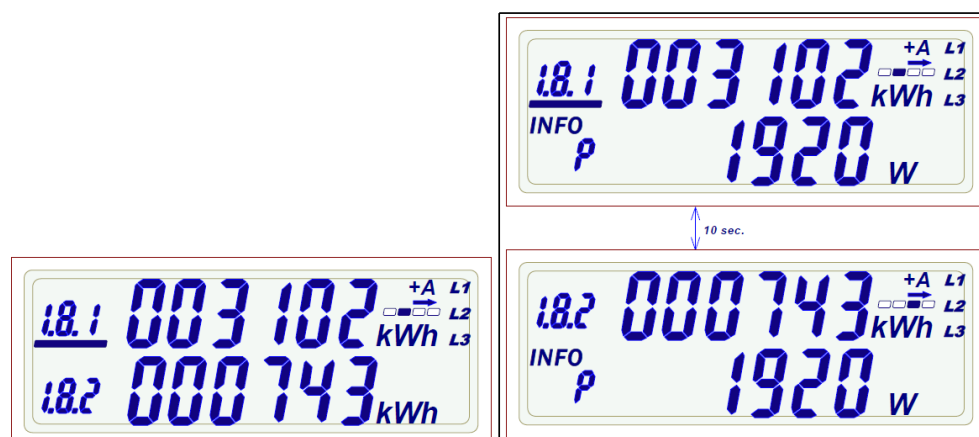 +A L1
1.8.1 003102 L2
kWh L3
INFO
P 1920 W
10 sec.
+A L1
1.8.2 000743 L2
kWh L3
INFO
P 1920 W
+A L1
1.8.1 003102 L2
kWh L3
1.8.2 000743 kWh